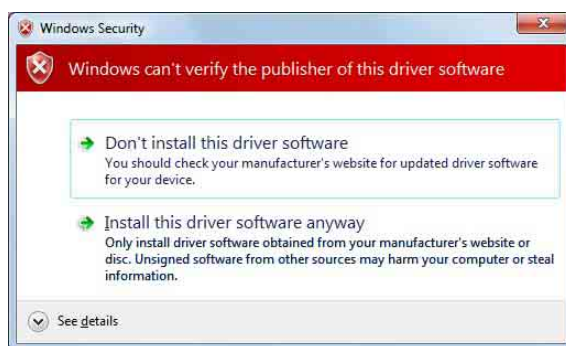 Windows Security
Windows can't verify the publisher of this driver software
Don't install this driver software
You should check your manufacturer's website for updated driver software
for your device.
Install this driver software anyway
Only install driver software obtained from your manufacturer's website or
disc. Unsigned software from other sources may harm your computer or steal
information.
See details